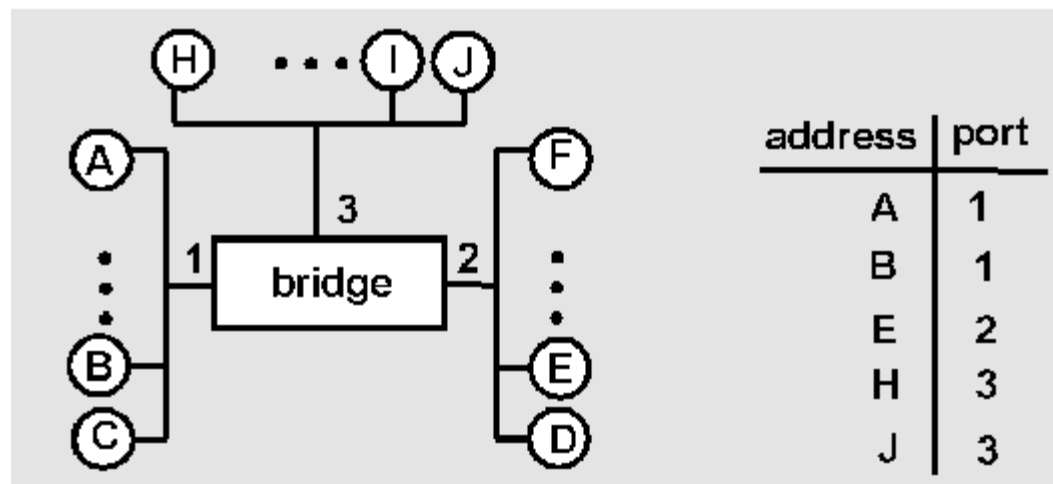 H ... I J
A
F
3
1
bridge
2
B
E
C
D
address port
A 1
B 1
E 2
H 3
J 3